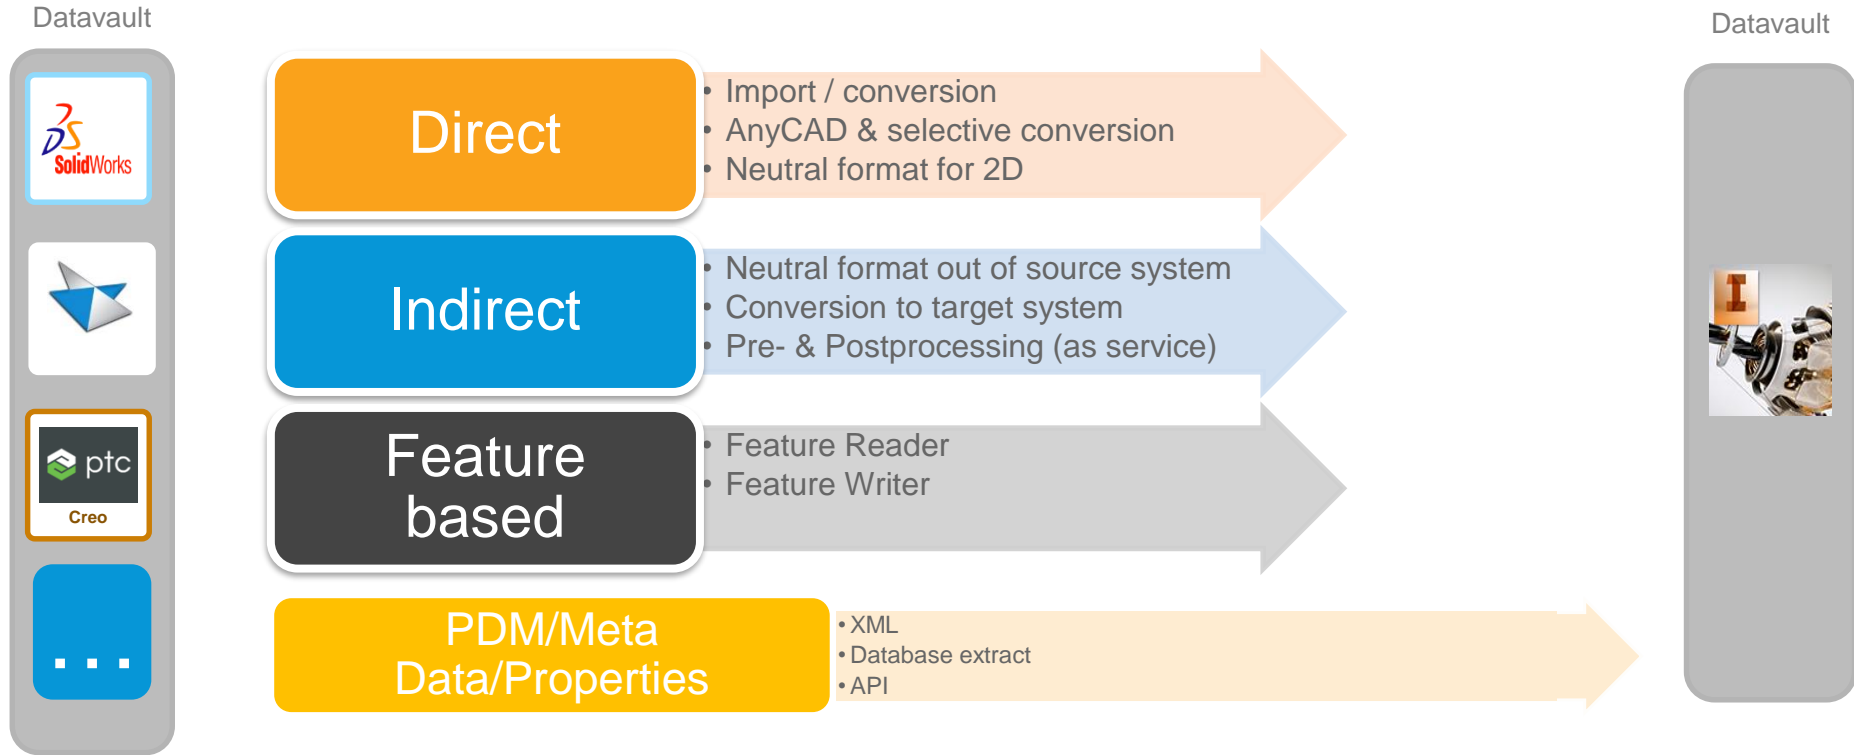 Datavault
Datavault
DS
SolidWorks
ptc
Creo
...
Direct
• Import / conversion
• AnyCAD & selective conversion
• Neutral format for 2D
Indirect
• Neutral format out of source system
• Conversion to target system
• Pre- & Postprocessing (as service)
Feature
based
• Feature Reader
• Feature Writer
PDM/Meta
Data/Properties
• XML
• Database extract
• API
I